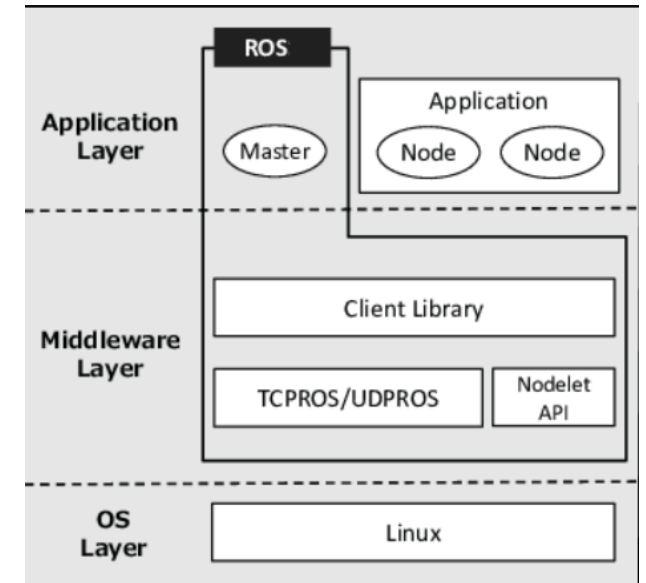 ROS
Application
Layer
Master
Application
Node
Node
Middleware
Layer
Client Library
TCPROS/UDPROS
Nodelet
API
OS
Layer
Linux